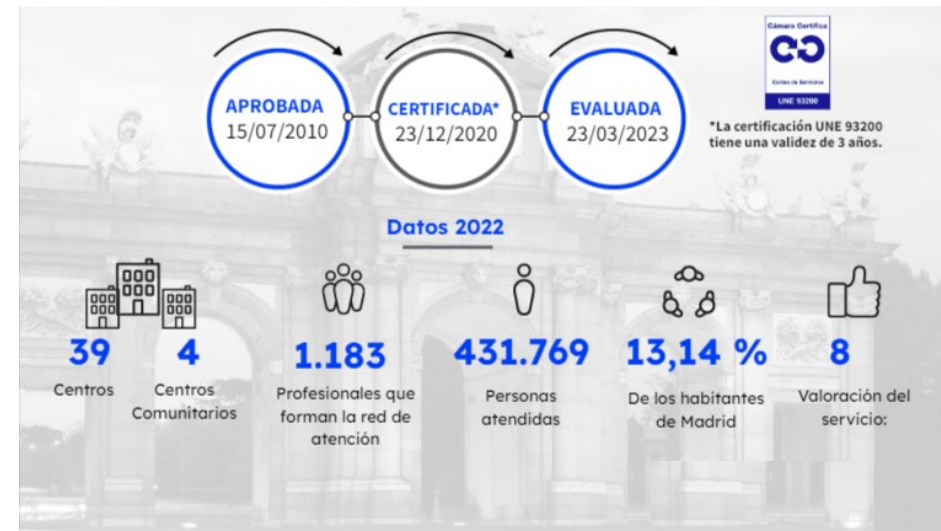 APROBADA
15/07/2010
CERTIFICADA*
23/12/2020
EVALUADA
23/03/2023
Cámara Certifica
Cartas de Servicios
UNE 93200
*La certificación UNE 93200
tiene una validez de 3 años.
Datos 2022
39
Centros
4
Centros
Comunitarios
1.183
Profesionales que
forman la red de
atención
431.769
Personas
atendidas
13,14 %
De los habitantes
de Madrid
8
Valoración del
servicio: